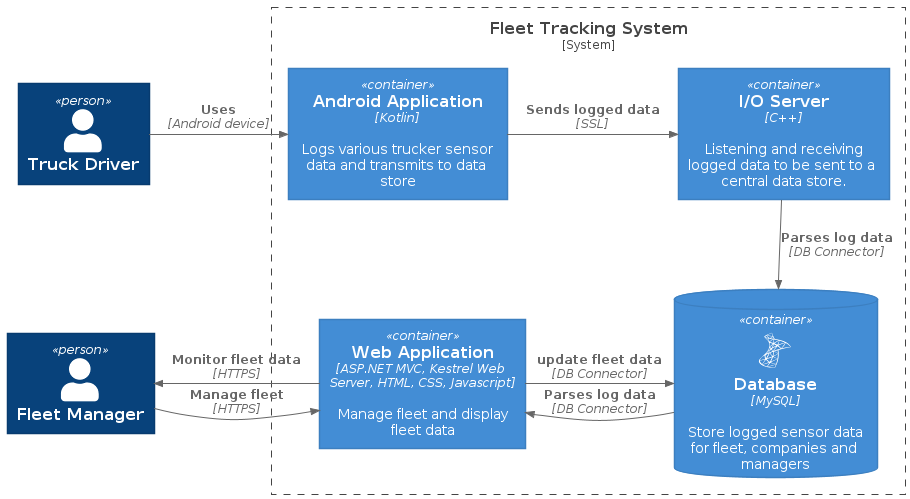 Fleet Tracking System
[System]
«person»
Truck Driver
Uses
[Android device]
«container»
Android Application
[Kotlin]
Logs various trucker sensor
data and transmits to data
store
Sends logged data
[SSL]
«container»
I/O Server
[C++]
Listening and receiving
logged data to be sent to a
central data store.
Parses log data
[DB Connector]
«person»
Fleet Manager
Monitor fleet data
[HTTPS]
Manage fleet
[HTTPS]
«container»
Web Application
[ASP.NET MVC, Kestrel Web
Server, HTML, CSS, Javascript]
Manage fleet and display
fleet data
update fleet data
[DB Connector]
Parses log data
[DB Connector]
«container»
Database
[MySQL]
Store logged sensor data
for fleet, companies and
managers